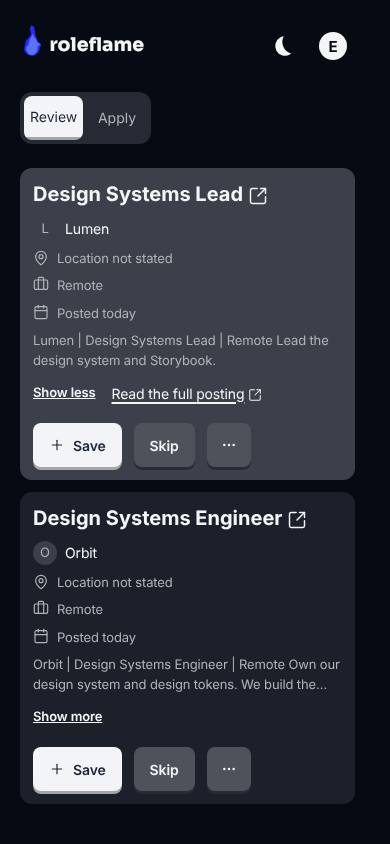 roleflame
E
Review
Apply
Design Systems Lead
L
Lumen
Location not stated
Remote
Posted today
Lumen | Design Systems Lead | Remote Lead the
design system and Storybook.
Show less
Read the full posting
+ Save
Skip
...
Design Systems Engineer
O
Orbit
Location not stated
Remote
Posted today
Orbit | Design Systems Engineer | Remote Own our
design system and design tokens. We build the...
Show more
+ Save
Skip
...